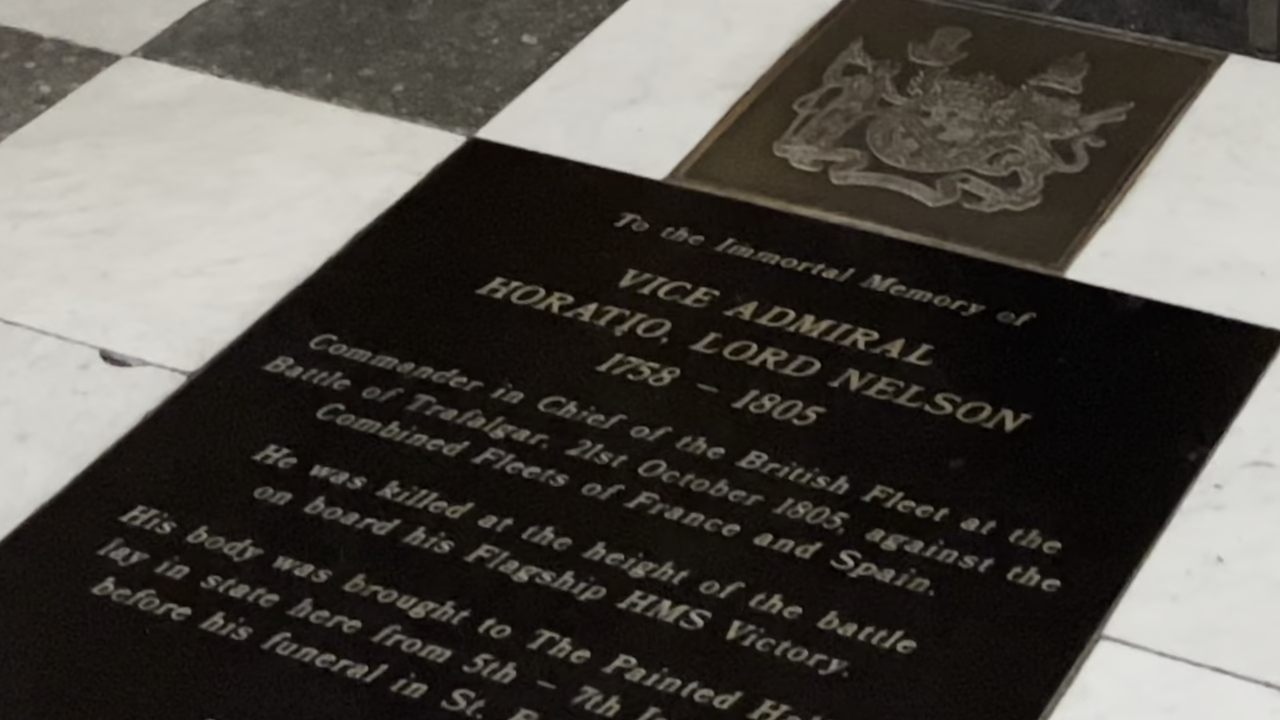 To the Immortal Memory of
VICE ADMIRAL
HORATIO, LORD NELSON
1758 – 1805
Commander in Chief of the British Fleet at the
Battle of Trafalgar, 21st October 1805, against the
Combined Fleets of France and Spain.
He was killed at the height of the battle
on board his Flagship HMS Victory.
His body was brought to The Painted
lay in state here from 5th – 7th
before his funeral in St.